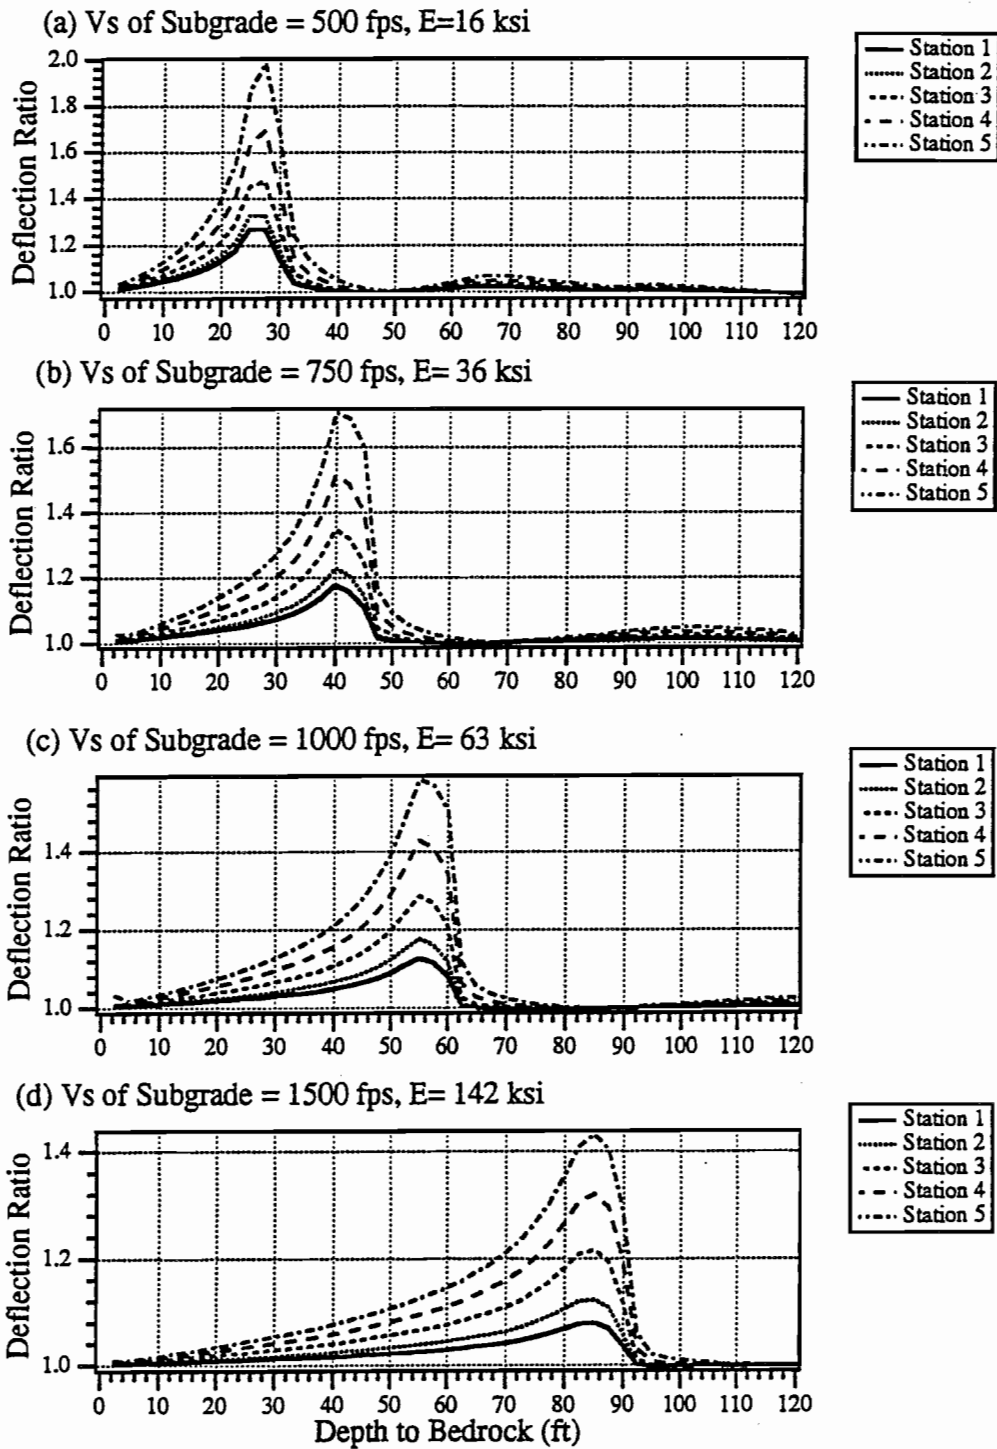 (a) Vs of Subgrade = 500 fps, E=16 ksi
Deflection Ratio
2.0
1.8
1.6
1.4
1.2
1.0
0 10 20 30 40 50 60 70 80 90 100 110 120
Station 1
Station 2
Station 3
Station 4
Station 5
(b) Vs of Subgrade = 750 fps, E= 36 ksi
Deflection Ratio
1.6
1.4
1.2
1.0
0 10 20 30 40 50 60 70 80 90 100 110 120
Station 1
Station 2
Station 3
Station 4
Station 5
(c) Vs of Subgrade = 1000 fps, E= 63 ksi
Deflection Ratio
1.4
1.2
1.0
0 10 20 30 40 50 60 70 80 90 100 110 120
Station 1
Station 2
Station 3
Station 4
Station 5
(d) Vs of Subgrade = 1500 fps, E= 142 ksi
Deflection Ratio
1.4
1.2
1.0
0 10 20 30 40 50 60 70 80 90 100 110 120
Depth to Bedrock (ft)
Station 1
Station 2
Station 3
Station 4
Station 5